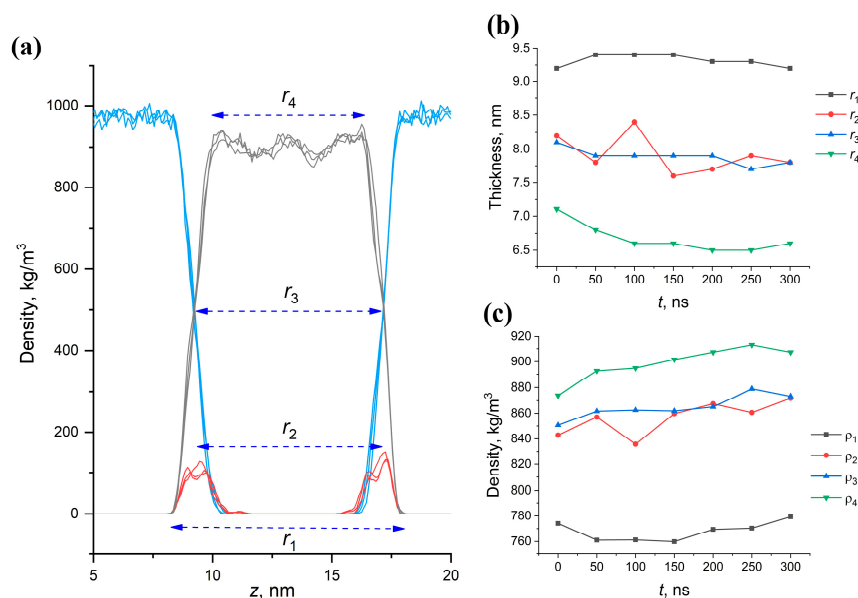 (a)
Density, kg/m³
1000
800
600
400
200
0
5
10
15
20
z, nm
r₄
r₃
r₂
r₁
(b)
Thickness, nm
9.5
9.0
8.5
8.0
7.5
7.0
6.5
0 50 100 150 200 250 300
t, ns
r₁
r₂
r₃
r₄
(c)
Density, kg/m³
920
900
880
860
840
820
800
780
760
0 50 100 150 200 250 300
t, ns
ρ₁
ρ₂
ρ₃
ρ₄